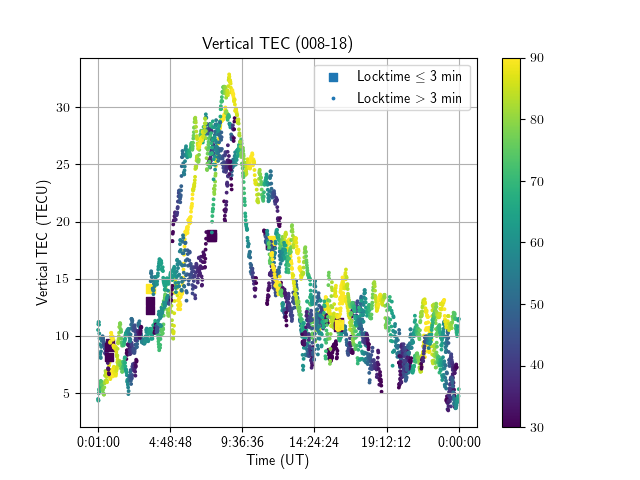 Vertical TEC (008-18)
Locktime ≤ 3 min
Locktime > 3 min
Vertical TEC (TECU)
30
25
20
15
10
5
0:01:00 4:48:48 9:36:36 14:24:24 19:12:12 0:00:00
Time (UT)
90
80
70
60
50
40
30